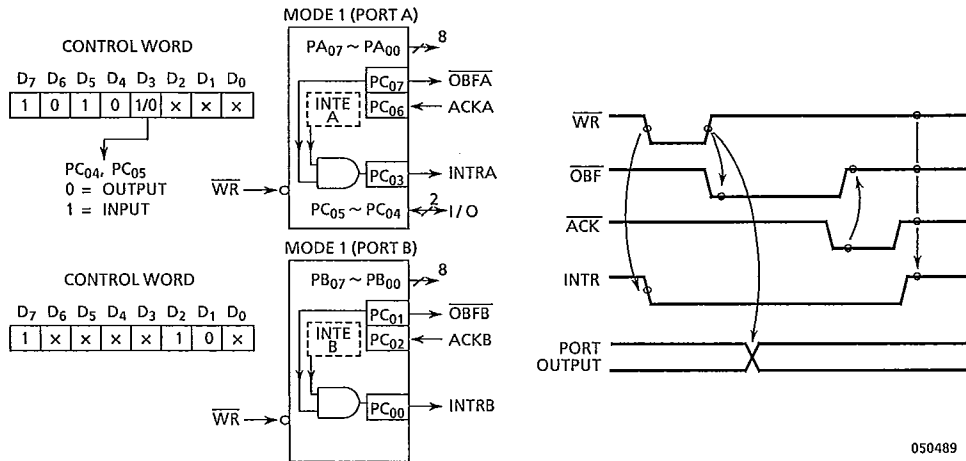 MODE 1 (PORT A)
CONTROL WORD
D7 D6 D5 D4 D3 D2 D1 D0
1 0 1 0 1/0 × × ×
PC04, PC05
0 = OUTPUT
1 = INPUT
PA07 ~ PA00
8
PC07
OBFA
INTE
A
PC06
ACKA
PC03
INTRA
WR
PC05 ~ PC04
2
I/O
MODE 1 (PORT B)
CONTROL WORD
D7 D6 D5 D4 D3 D2 D1 D0
1 × × × × 1 0 ×
PB07 ~ PB00
8
PC01
OBFB
INTE
B
PC02
ACKB
PC00
INTRB
WR
WR
OBF
ACK
INTR
PORT
OUTPUT
050489